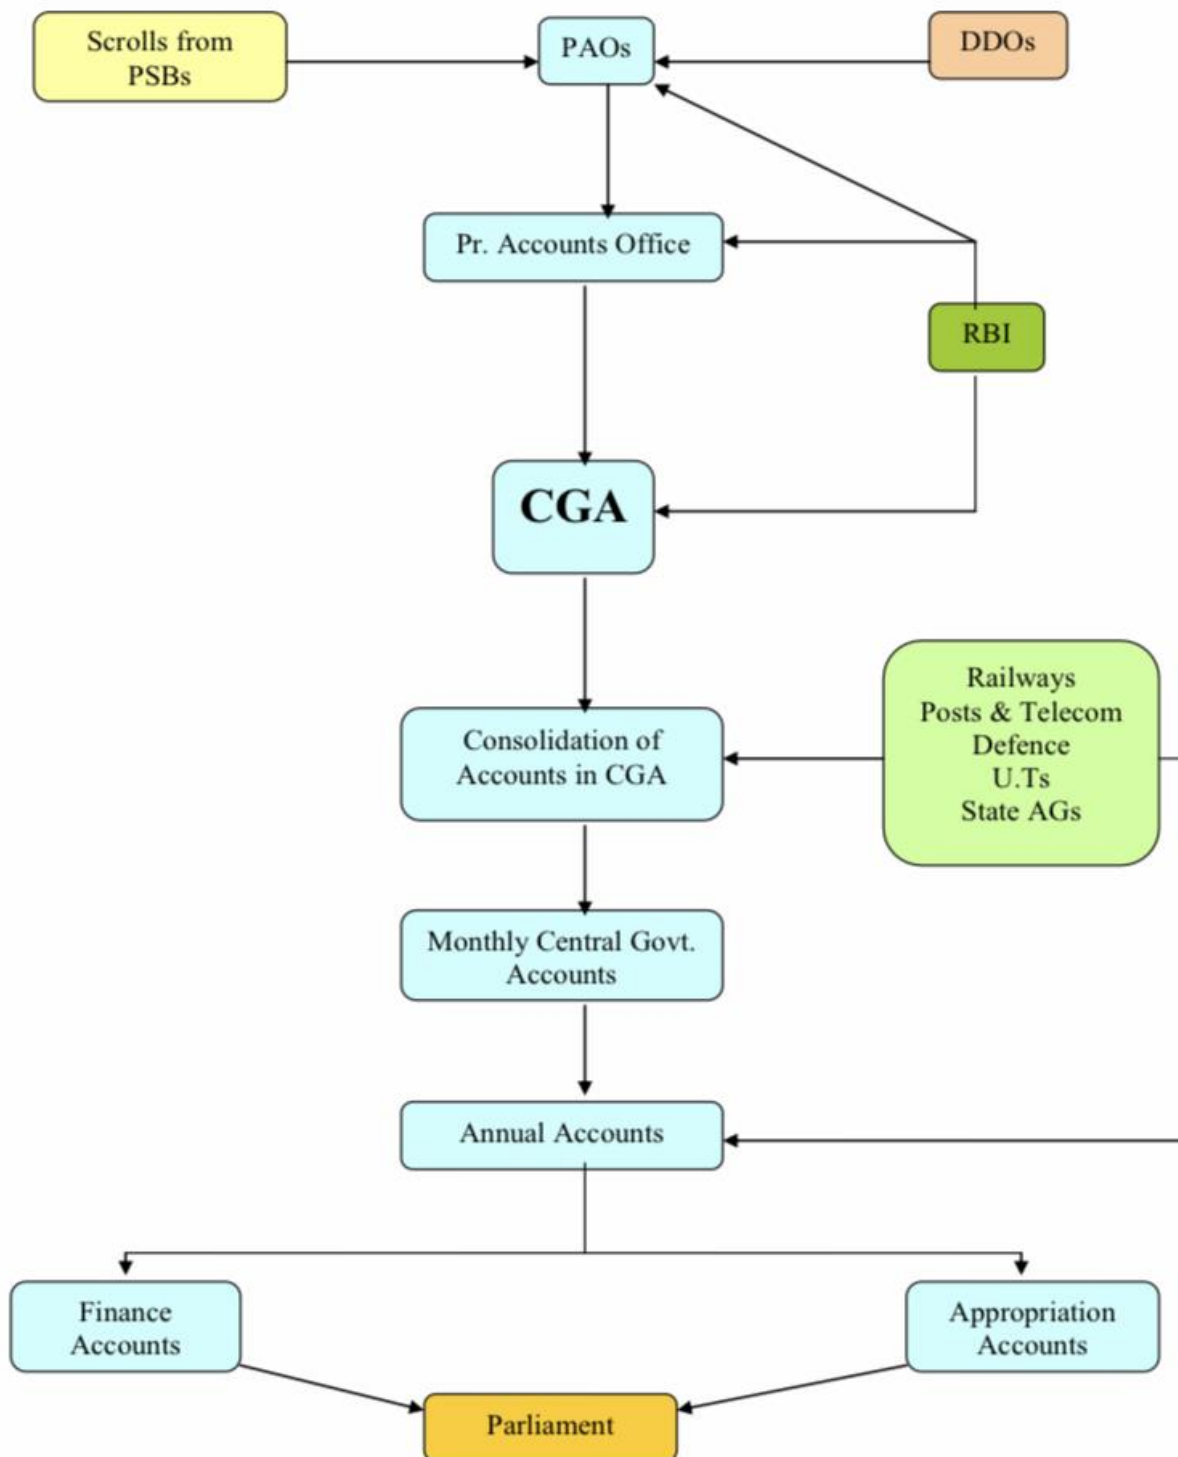 Scrolls from
PSBs
PAOs
DDOs
Pr. Accounts Office
RBI
CGA
Railways
Posts & Telecom
Defence
U.Ts
State AGs
Consolidation of
Accounts in CGA
Monthly Central Govt.
Accounts
Annual Accounts
Finance
Accounts
Appropriation
Accounts
Parliament